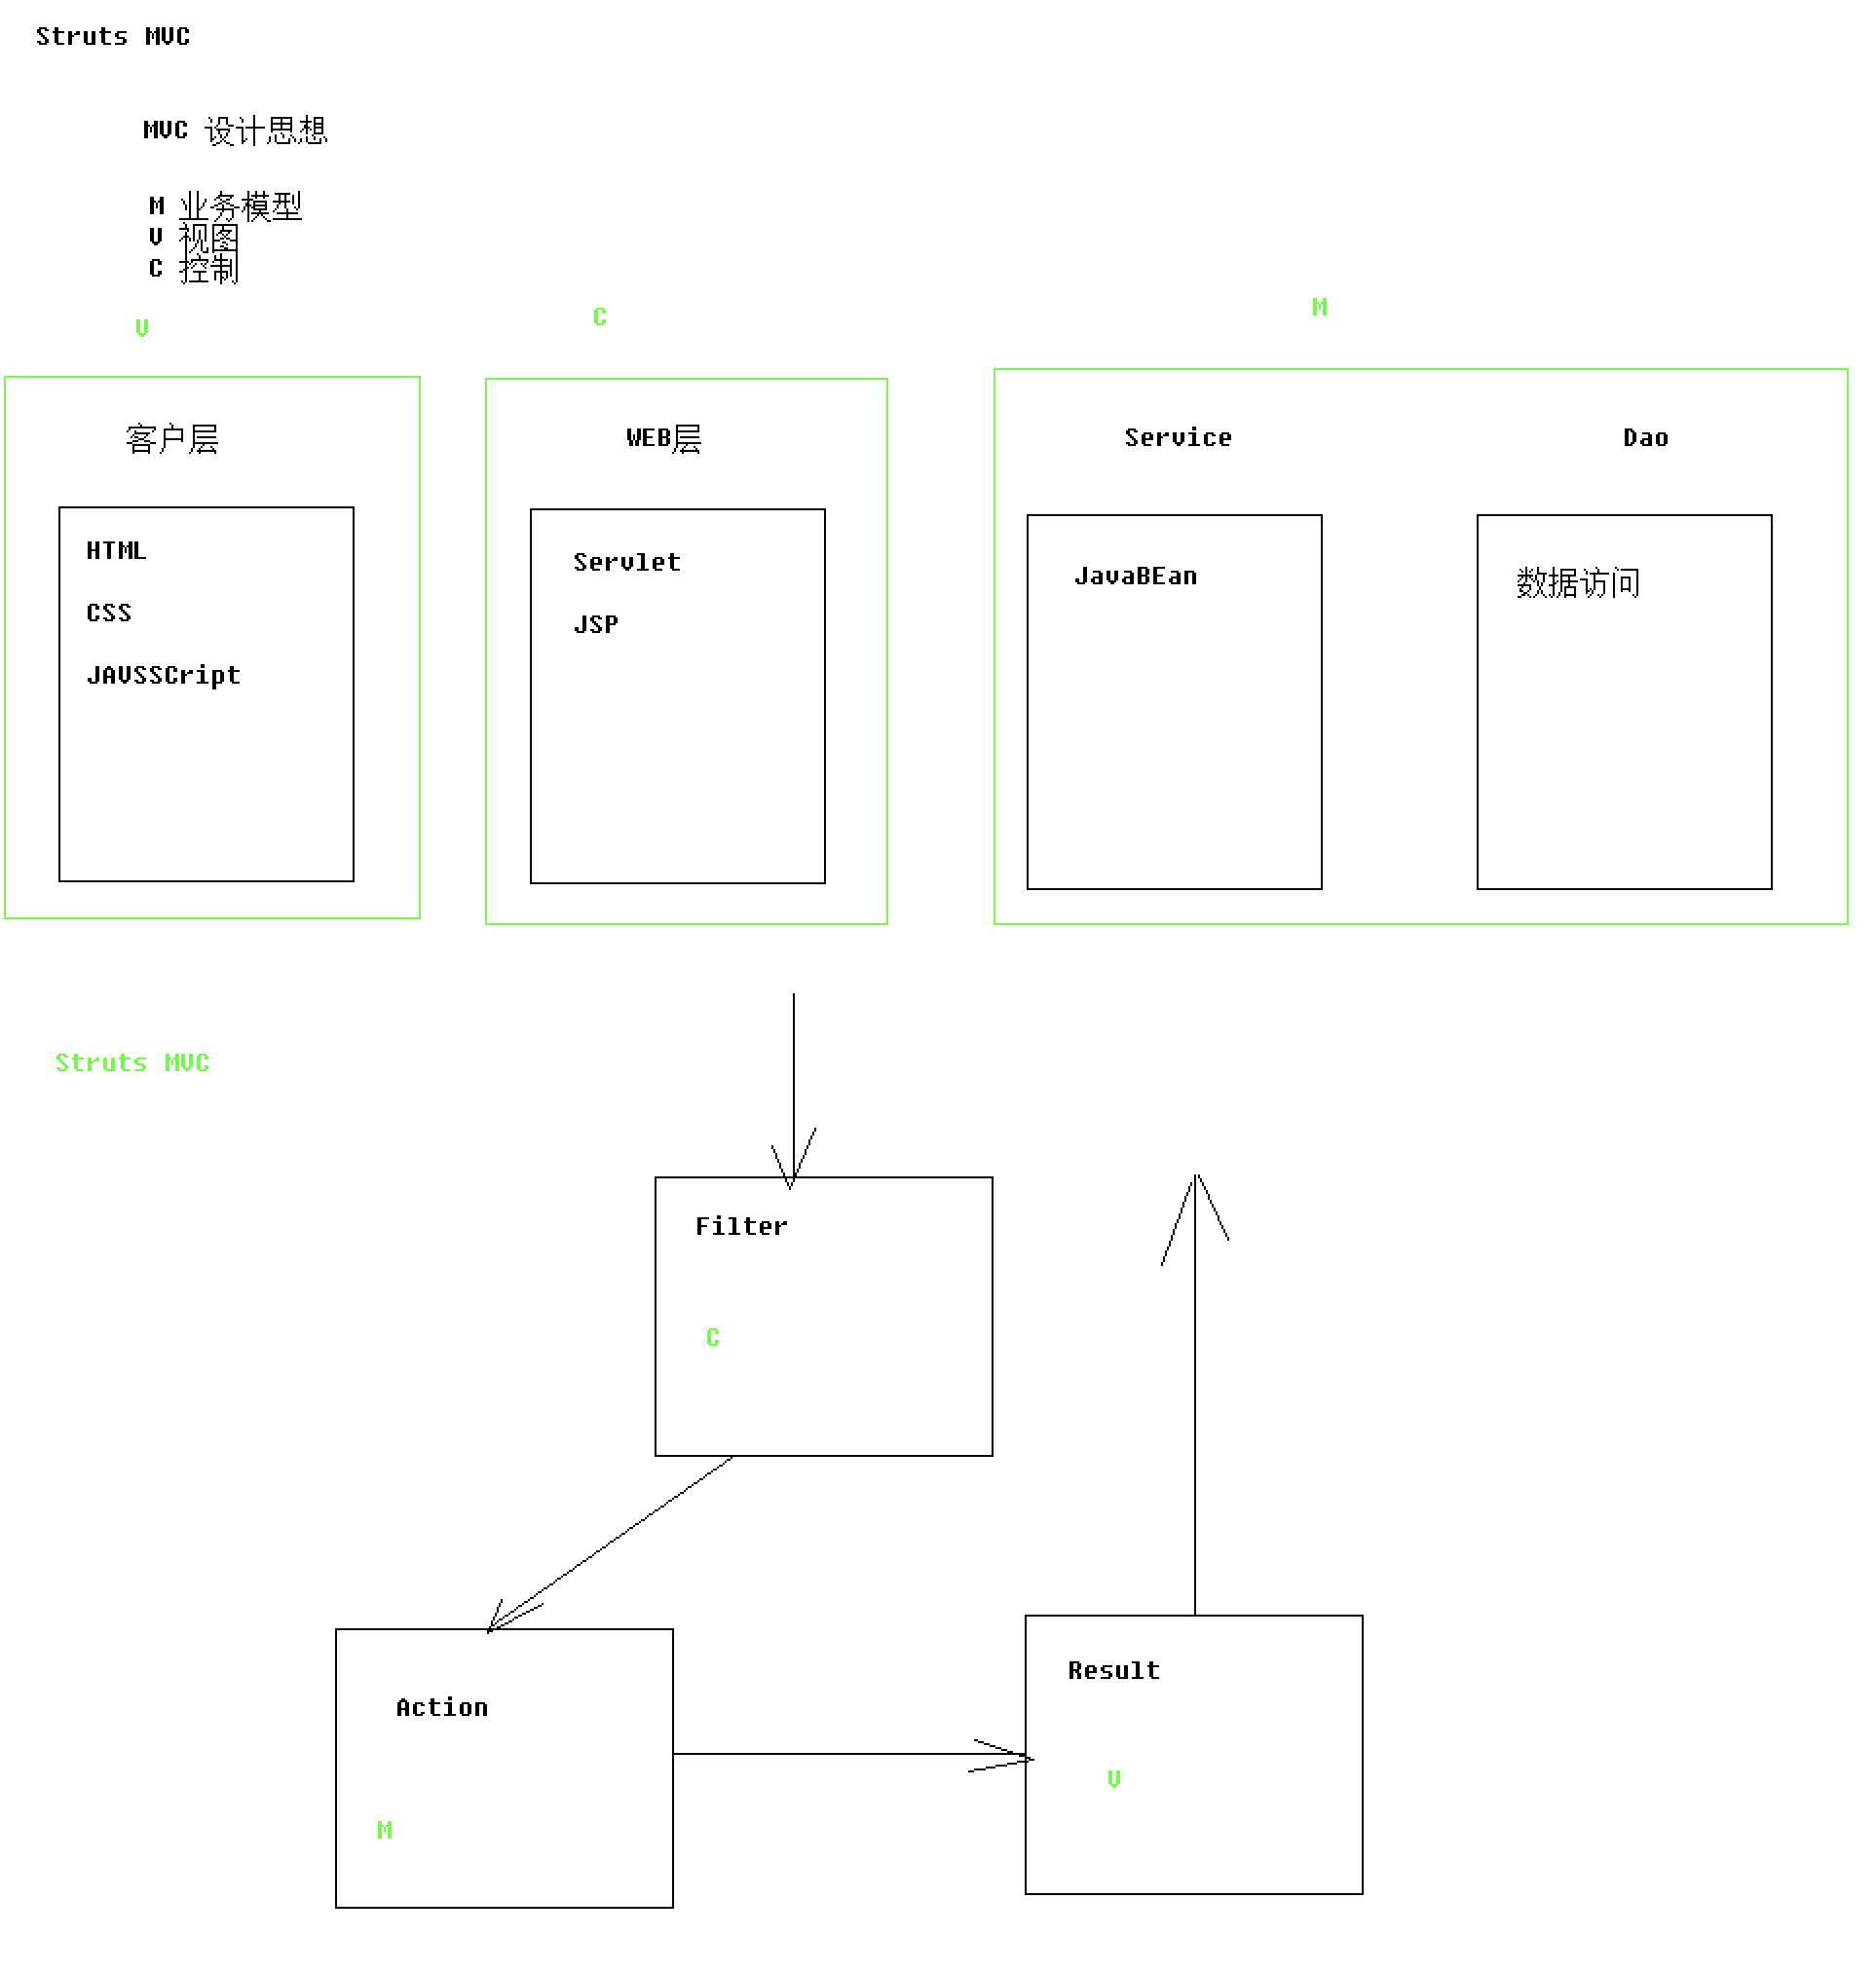 Struts MVC
MVC 设计思想
M 业务模型
V 视图
C 控制
V
C
M
客户层
WEB层
Service
Dao
HTML
CSS
JAVSSCript
Servlet
JSP
JavaBEan
数据访问
Struts MVC
Filter
C
Action
M
Result
V